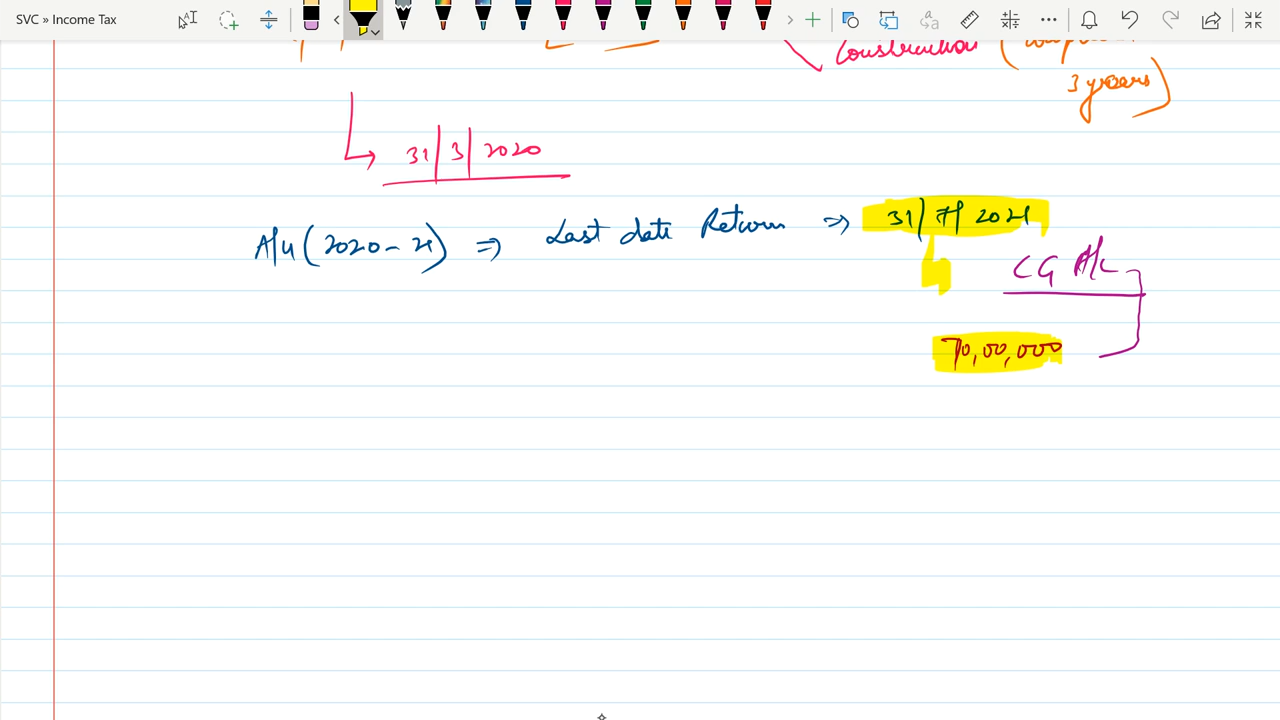 SVC » Income Tax
Construction (
3 years)
31/3/2020
A/y (2020-21) ⇒ Last date Return ⇒ 31/7/2021
CG A/c
70,00,000